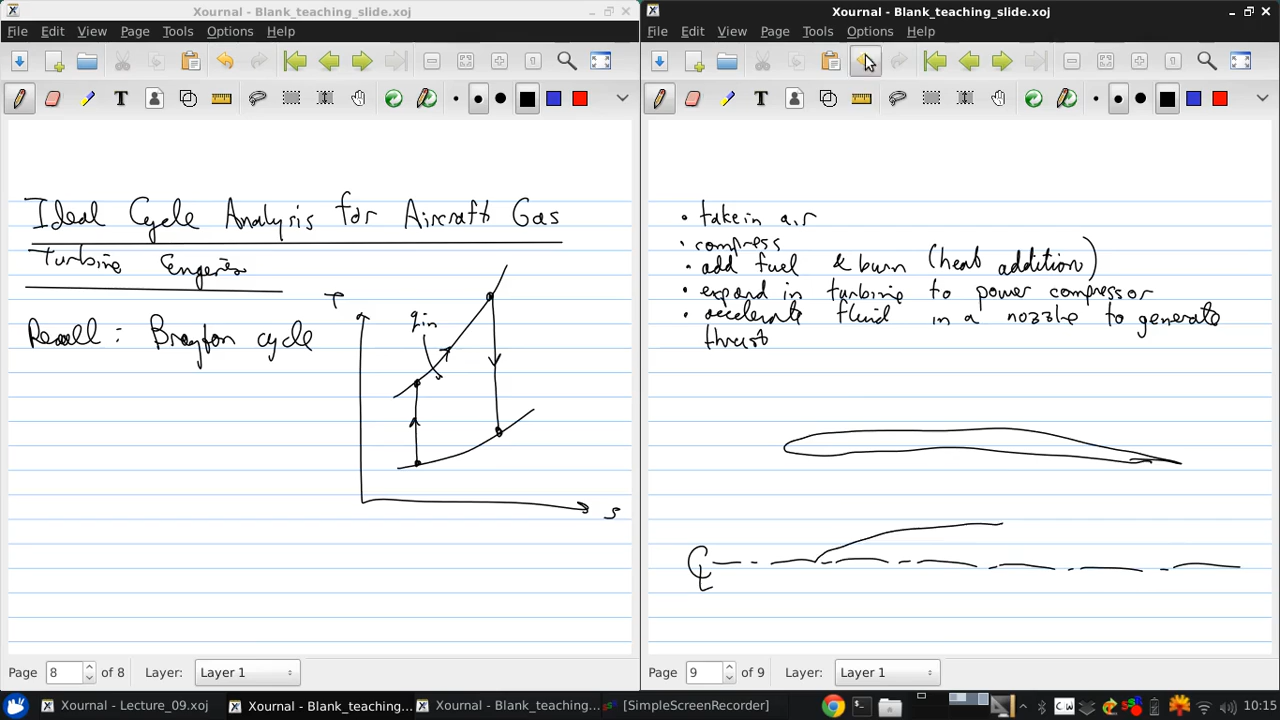 Xournal - Blank_teaching_slide.xoj
File Edit View Page Tools Options Help
Ideal Cycle Analysis for Aircraft Gas
Turbine Engines
Recall : Brayton cycle
T
qin
s
Page 8 of 8 Layer: Layer 1
Xournal - Blank_teaching_slide.xoj
File Edit View Page Tools Options Help
• take in air
• compress
• add fuel & burn (heat addition)
• expand in turbine to power compressor
• accelerate fluid in a nozzle to generate
thrust
℄
Page 9 of 9 Layer: Layer 1
Xournal - Lecture_09.xoj Xournal - Blank_teaching... Xournal - Blank_teaching... [SimpleScreenRecorder] 10:15